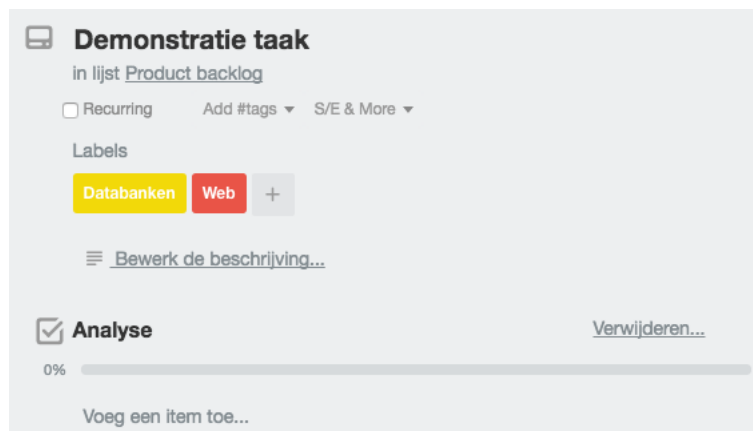 Demonstratie taak
in lijst Product backlog
Recurring Add #tags S/E & More
Labels
Databanken Web +
Bewerk de beschrijving...
Analyse Verwijderen...
0%
Voeg een item toe...